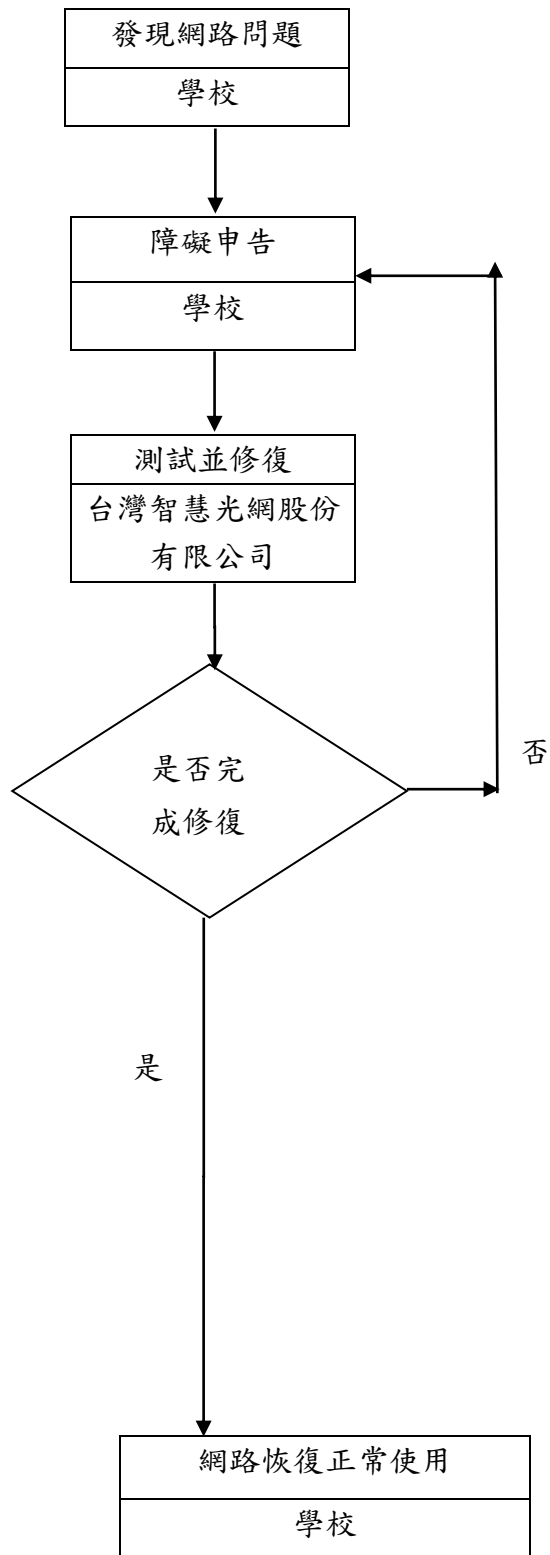 發現網路問題
學校
障礙申告
學校
測試並修復
台灣智慧光網股份
有限公司
是否完
成修復
否
是
網路恢復正常使用
學校